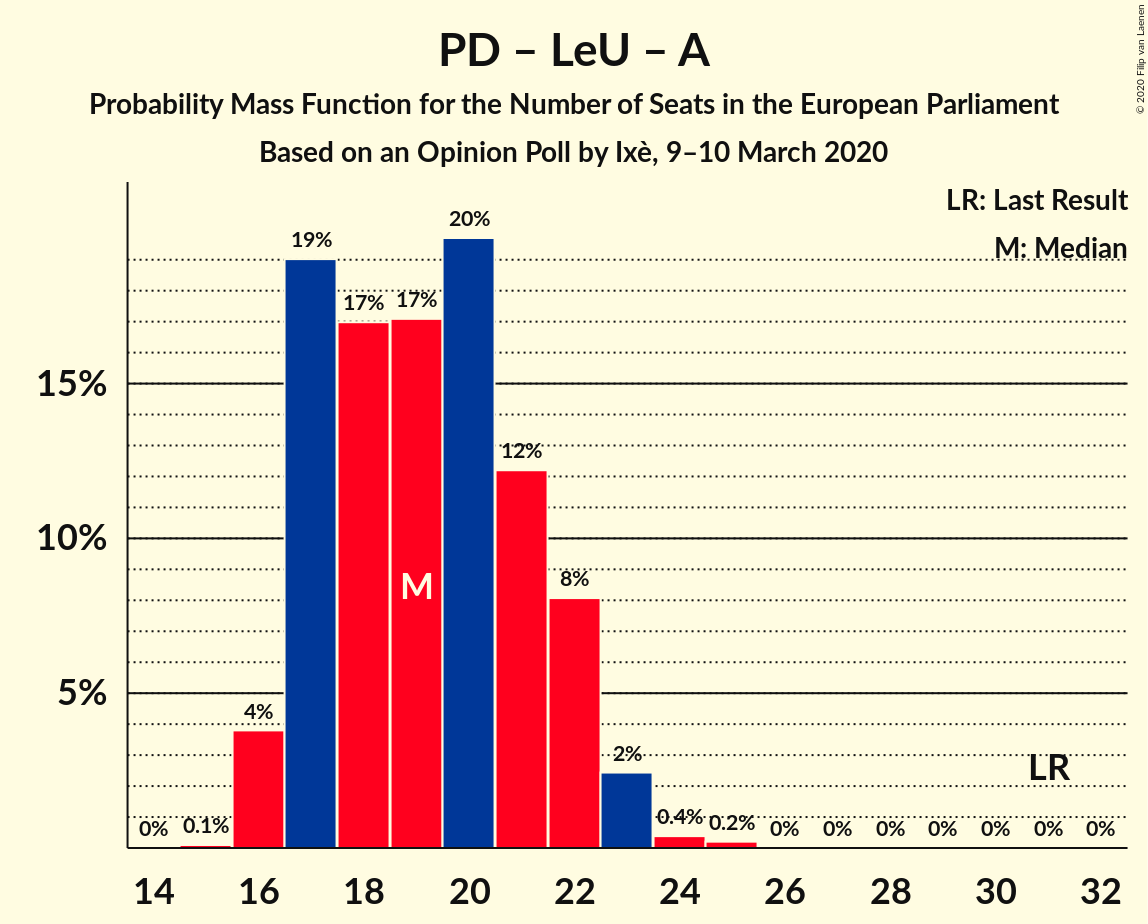 PD – LeU – A
Probability Mass Function for the Number of Seats in the European Parliament
Based on an Opinion Poll by Ixè, 9–10 March 2020
© 2020 Filip van Laenen
LR: Last Result
M: Median
15%
10%
5%
0%
0.1%
4%
19%
17%
17%
20%
12%
8%
2%
0.4%
0.2%
0%
0%
0%
0%
0%
0%
0%
M
LR
14 16 18 20 22 24 26 28 30 32